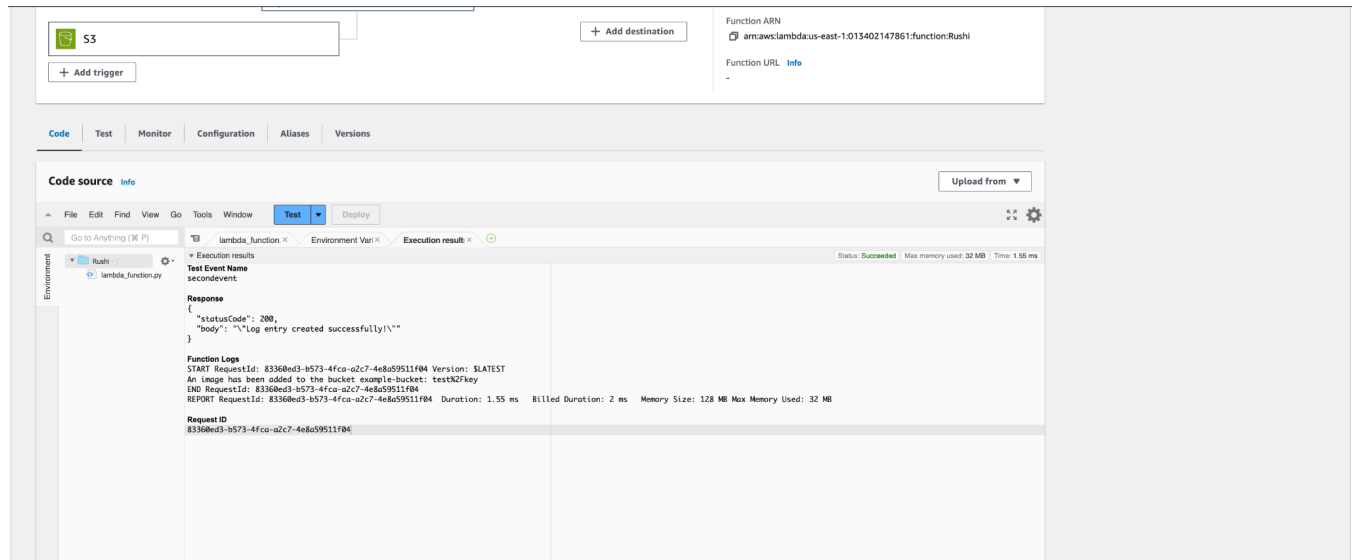 S3
+ Add destination
Function ARN
arn:aws:lambda:us-east-1:013402147861:function:Rushi
+ Add trigger
Function URL Info
-
Code Test Monitor Configuration Aliases Versions
Code source Info
Upload from
File Edit Find View Go Tools Window Test Deploy
Go to Anything (⌘ P)
lambda_function × Environment Vari × Execution result: ×
Environment
Rushi - /
lambda_function.py
Execution results
Status: Succeeded Max memory used: 32 MB Time: 1.55 ms
Test Event Name
secondevent
Response
{
"statusCode": 200,
"body": "\"Log entry created successfully!\""
}
Function Logs
START RequestId: 83360ed3-b573-4fca-a2c7-4e8a59511f04 Version: $LATEST
An image has been added to the bucket example-bucket: test%2Fkey
END RequestId: 83360ed3-b573-4fca-a2c7-4e8a59511f04
REPORT RequestId: 83360ed3-b573-4fca-a2c7-4e8a59511f04 Duration: 1.55 ms Billed Duration: 2 ms Memory Size: 128 MB Max Memory Used: 32 MB
Request ID
83360ed3-b573-4fca-a2c7-4e8a59511f04